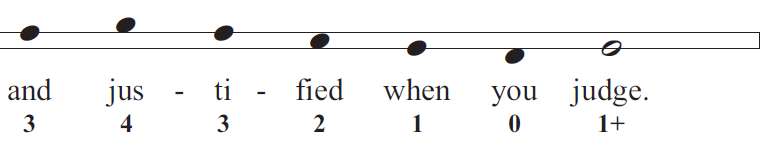 and jus - ti - fied when you judge.
3 4 3 2 1 0 1+